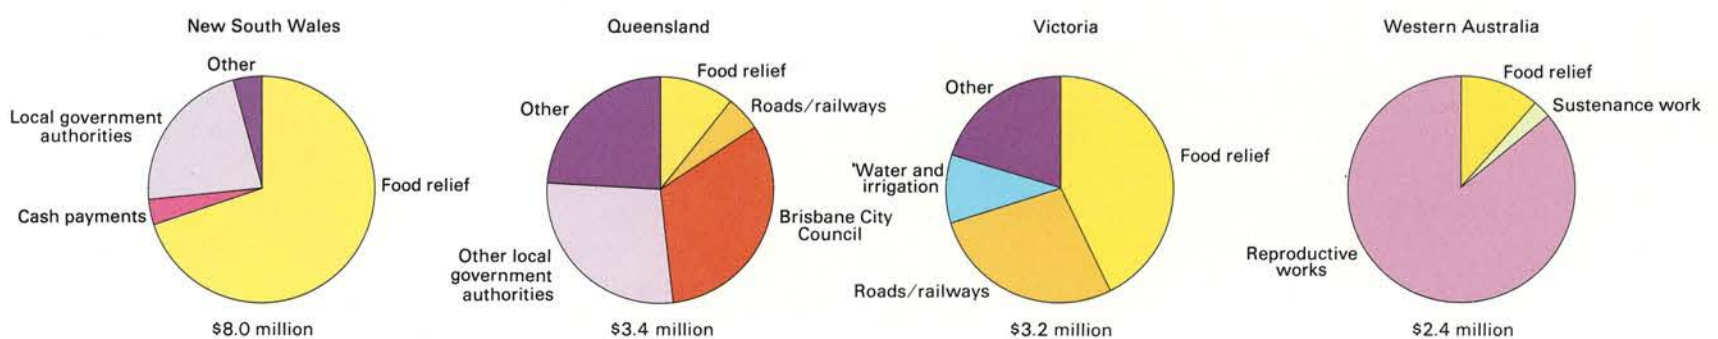 New South Wales
Other
Local government
authorities
Cash payments
Food relief
$8.0 million
Queensland
Food relief
Roads/railways
Other
Brisbane City
Council
Other local
government
authorities
$3.4 million
Victoria
Other
Food relief
'Water and
irrigation
Roads/railways
$3.2 million
Western Australia
Food relief
Sustenance work
Reproductive
works
$2.4 million